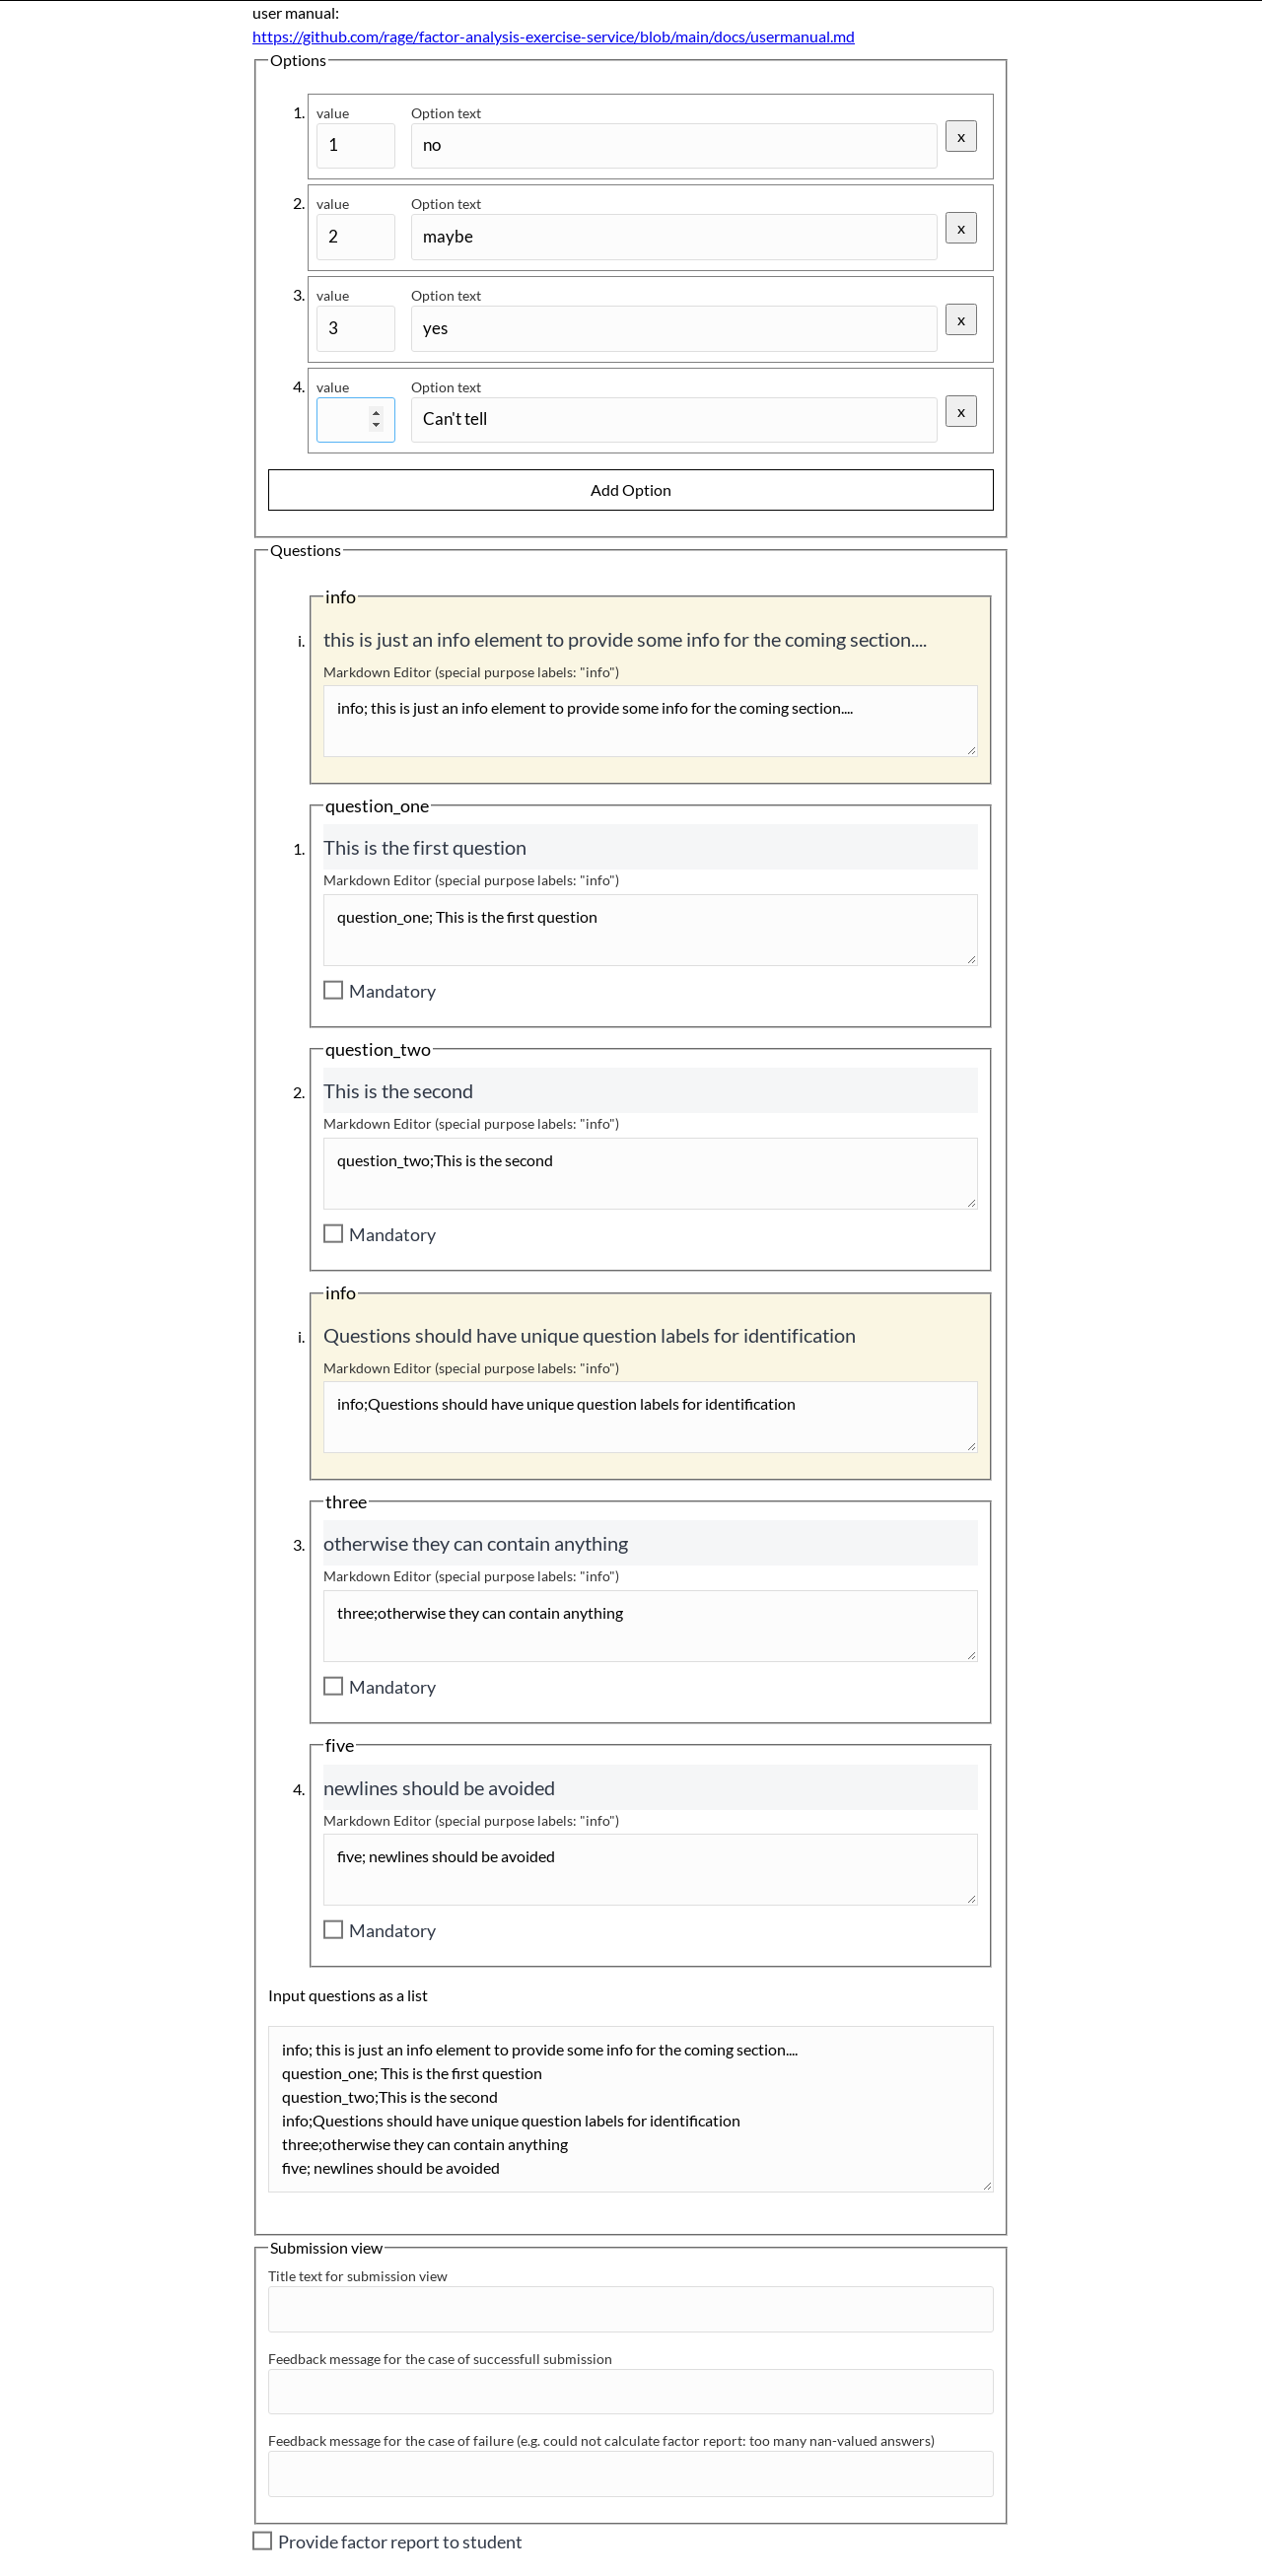 user manual:
https://github.com/rage/factor-analysis-exercise-service/blob/main/docs/usermanual.md
Options
1. value Option text
1 no x
2. value Option text
2 maybe x
3. value Option text
3 yes x
4. value Option text
Can't tell x
Add Option
Questions
info
i. this is just an info element to provide some info for the coming section....
Markdown Editor (special purpose labels: "info")
info; this is just an info element to provide some info for the coming section....
question_one
1. This is the first question
Markdown Editor (special purpose labels: "info")
question_one; This is the first question
Mandatory
question_two
2. This is the second
Markdown Editor (special purpose labels: "info")
question_two;This is the second
Mandatory
info
i. Questions should have unique question labels for identification
Markdown Editor (special purpose labels: "info")
info;Questions should have unique question labels for identification
three
3. otherwise they can contain anything
Markdown Editor (special purpose labels: "info")
three;otherwise they can contain anything
Mandatory
five
4. newlines should be avoided
Markdown Editor (special purpose labels: "info")
five; newlines should be avoided
Mandatory
Input questions as a list
info; this is just an info element to provide some info for the coming section....
question_one; This is the first question
question_two;This is the second
info;Questions should have unique question labels for identification
three;otherwise they can contain anything
five; newlines should be avoided
Submission view
Title text for submission view
Feedback message for the case of successfull submission
Feedback message for the case of failure (e.g. could not calculate factor report: too many nan-valued answers)
Provide factor report to student